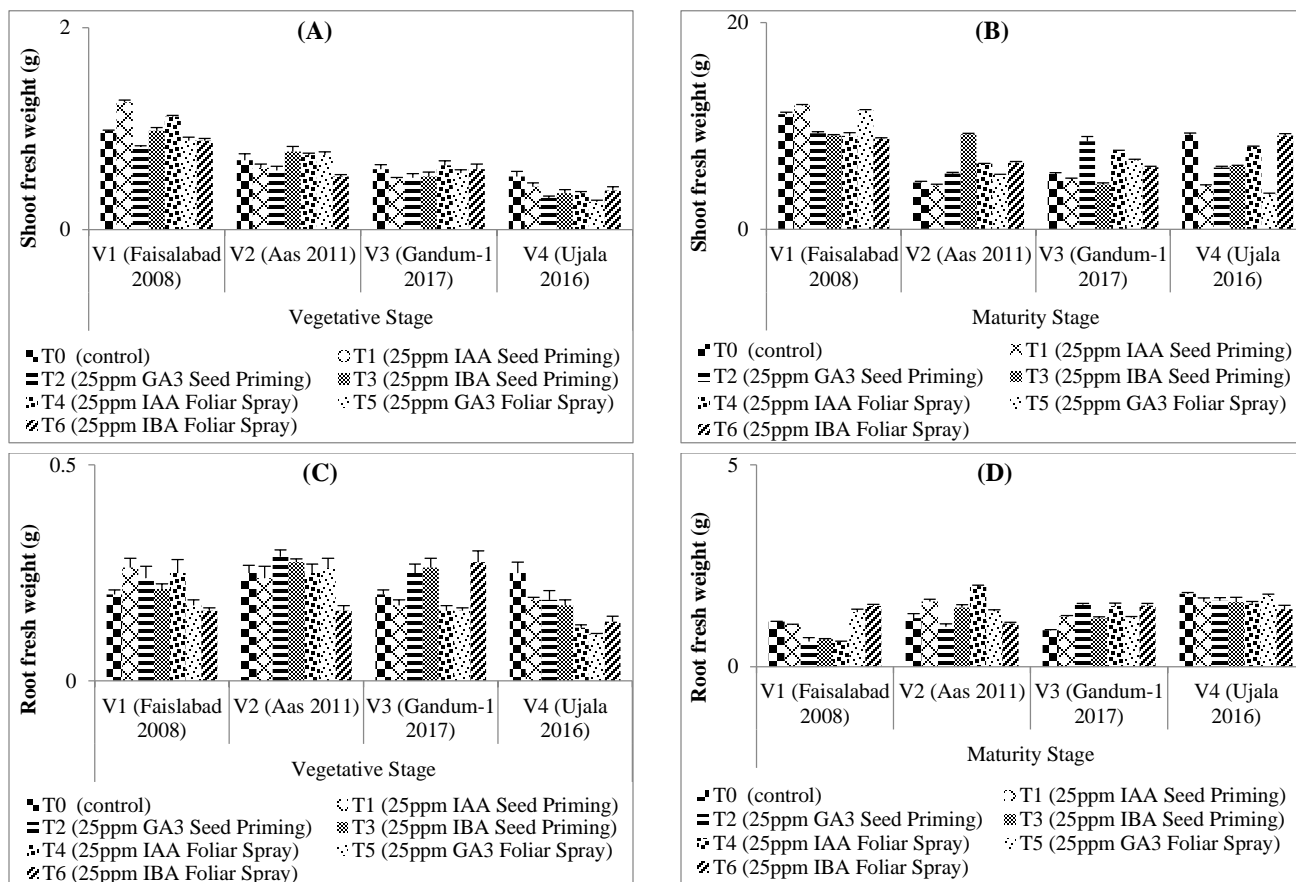 (A)
Shoot fresh weight (g)
2
0
V1 (Faisalabad 2008)
V2 (Aas 2011)
V3 (Gandum-1 2017)
V4 (Ujala 2016)
Vegetative Stage
T0 (control)
T1 (25ppm IAA Seed Priming)
T2 (25ppm GA3 Seed Priming)
T3 (25ppm IBA Seed Priming)
T4 (25ppm IAA Foliar Spray)
T5 (25ppm GA3 Foliar Spray)
T6 (25ppm IBA Foliar Spray)
(B)
Shoot fresh weight (g)
20
0
V1 (Faisalabad 2008)
V2 (Aas 2011)
V3 (Gandum-1 2017)
V4 (Ujala 2016)
Maturity Stage
T0 (control)
T1 (25ppm IAA Seed Priming)
T2 (25ppm GA3 Seed Priming)
T3 (25ppm IBA Seed Priming)
T4 (25ppm IAA Foliar Spray)
T5 (25ppm GA3 Foliar Spray)
T6 (25ppm IBA Foliar Spray)
(C)
Root fresh weight (g)
0.5
0
V1 (Faislabad 2008)
V2 (Aas 2011)
V3 (Gandum-1 2017)
V4 (Ujala 2016)
Vegetative Stage
T0 (control)
T1 (25ppm IAA Seed Priming)
T2 (25ppm GA3 Seed Priming)
T3 (25ppm IBA Seed Priming)
T4 (25ppm IAA Foliar Spray)
T5 (25ppm GA3 Foliar Spray)
T6 (25ppm IBA Foliar Spray)
(D)
Root fresh weight (g)
5
0
V1 (Faisalabad 2008)
V2 (Aas 2011)
V3 (Gandum-1 2017)
V4 (Ujala 2016)
Maturity Stage
T0 (control)
T1 (25ppm IAA Seed Priming)
T2 (25ppm GA3 Seed Priming)
T3 (25ppm IBA Seed Priming)
T4 (25ppm IAA Foliar Spray)
T5 (25ppm GA3 Foliar Spray)
T6 (25ppm IBA Foliar Spray)